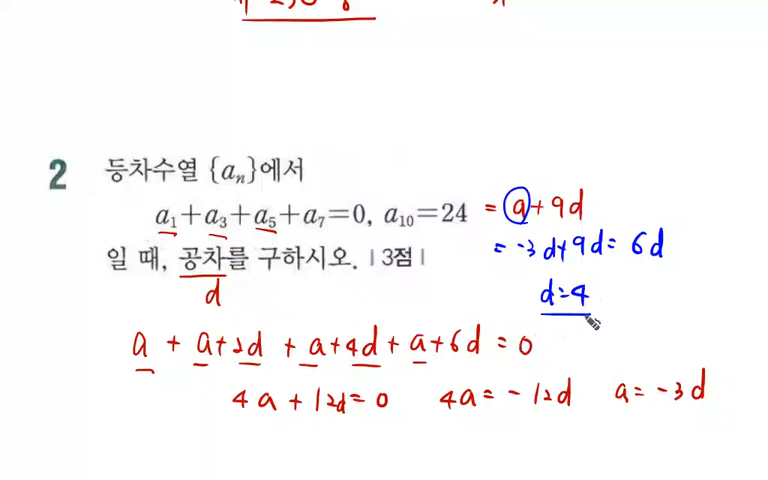 2 등차수열 {aₙ}에서
a₁+a₃+a₅+a₇=0, a₁₀=24 = a+9d
= -3d+9d= 6d
일 때, 공차를 구하시오. | 3점 |
d
d=4
a + a+2d + a+4d + a+6d = 0
4a + 12d = 0 4a = -12d a = -3d